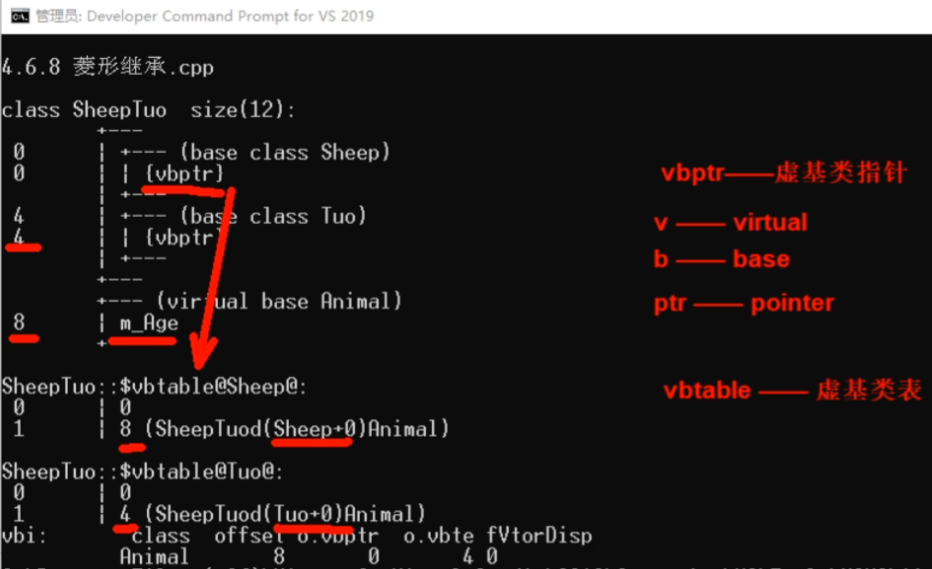 管理员: Developer Command Prompt for VS 2019
4.6.8 菱形继承.cpp
class SheepTuo size(12):
+---
0 | +--- (base class Sheep)
0 | | {vbptr}
| +---
4 | +--- (base class Tuo)
4 | | {vbptr}
| +---
+---
+--- (virtual base Animal)
8 | m_Age
+
vbptr——虚基类指针
v —— virtual
b —— base
ptr —— pointer
vbtable —— 虚基类表
SheepTuo::$vbtable@Sheep@:
0 | 0
1 | 8 (SheepTuod(Sheep+0)Animal)
SheepTuo::$vbtable@Tuo@:
0 | 0
1 | 4 (SheepTuod(Tuo+0)Animal)
vbi: class offset o.vbptr o.vbte fVtorDisp
Animal 8 0 4 0